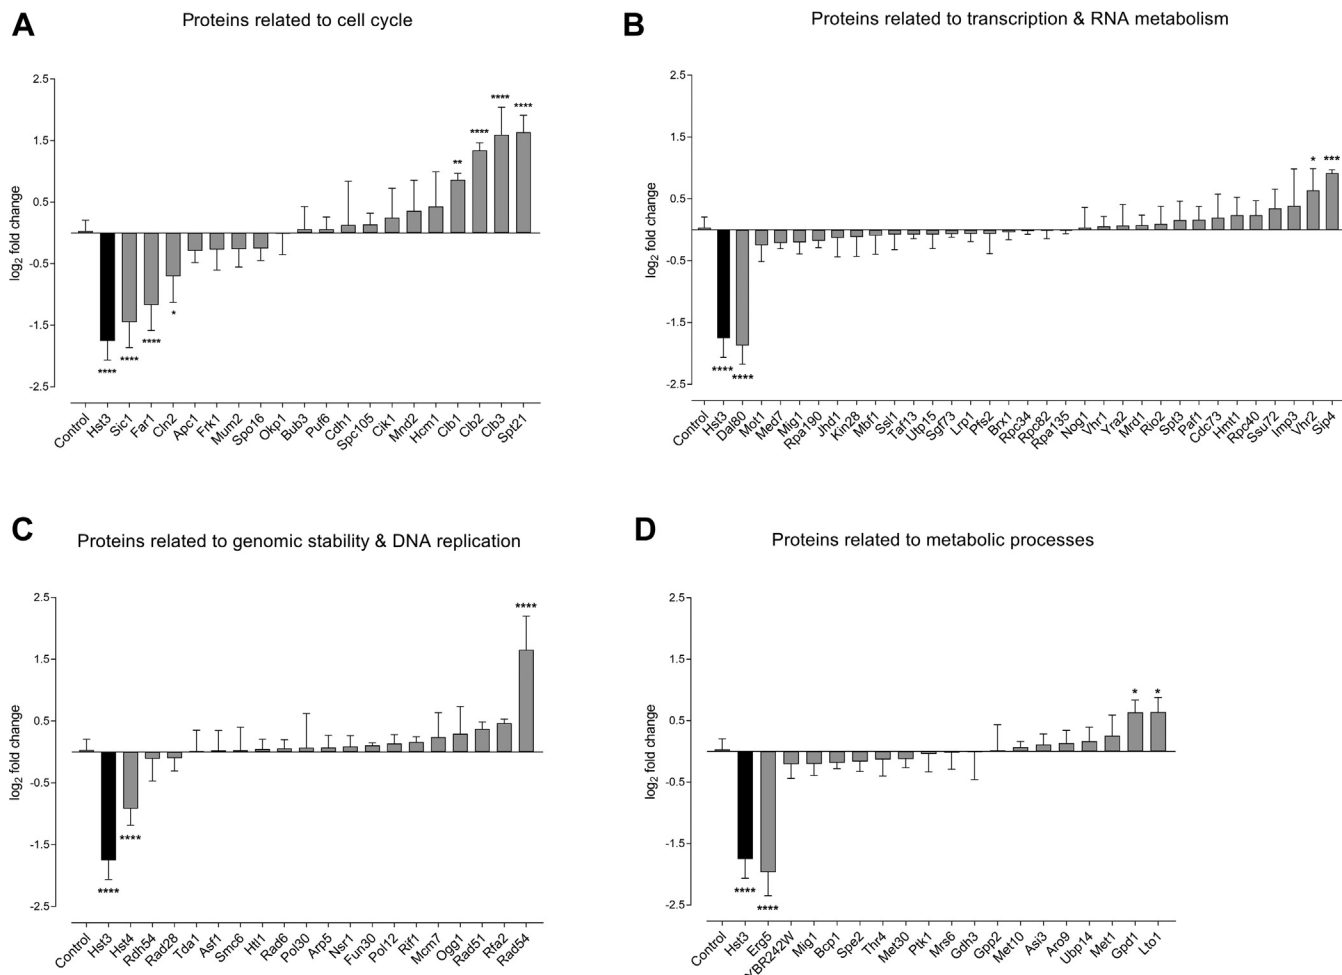 A
Proteins related to cell cycle
log2 fold change
2.5
1.5
0.5
-0.5
-1.5
-2.5
**** **** **** * ** **** **** ****
Control Hst3 Sic1 Far1 Cln2 Apc1 Frk1 Mum2 Spo16 Okp1 Bub3 Puf6 Cdh1 Spc105 Cik1 Mnd2 Hcm1 Clb1 Clb2 Clb3 Spt21
B
Proteins related to transcription & RNA metabolism
log2 fold change
2.5
1.5
0.5
-0.5
-1.5
-2.5
**** **** * ***
Control Hst3 Dal80 Mot1 Med7 Mig1 Rpa190 Jhd1 Kin28 Mbf1 Ssl1 Taf13 Utp15 Sgf73 Lrp1 Pfs2 Brx1 Rpc34 Rpc82 Rpa135 Nog1 Vhr1 Yra2 Mrd1 Rio2 Spt3 Paf1 Cdc73 Hmt1 Rpc40 Ssu72 Imp3 Vhr2 Sip4
C
Proteins related to genomic stability & DNA replication
log2 fold change
2.5
1.5
0.5
-0.5
-1.5
-2.5
**** **** ****
Control Hst3 Hst4 Rdh54 Rad28 Tda1 Asf1 Smc6 Htl1 Rad6 Pol30 Arp5 Nsr1 Fun30 Pol12 Rif1 Mcm7 Ogg1 Rad51 Rfa2 Rad54
D
Proteins related to metabolic processes
log2 fold change
2.5
1.5
0.5
-0.5
-1.5
-2.5
**** **** * *
Control Hst3 Erg5 YBR242W Mig1 Bcp1 Spe2 Thr4 Met30 Ptk1 Mrs6 Gdh3 Gpp2 Met10 Asi3 Aro9 Ubp14 Met1 Gpd1 Lto1